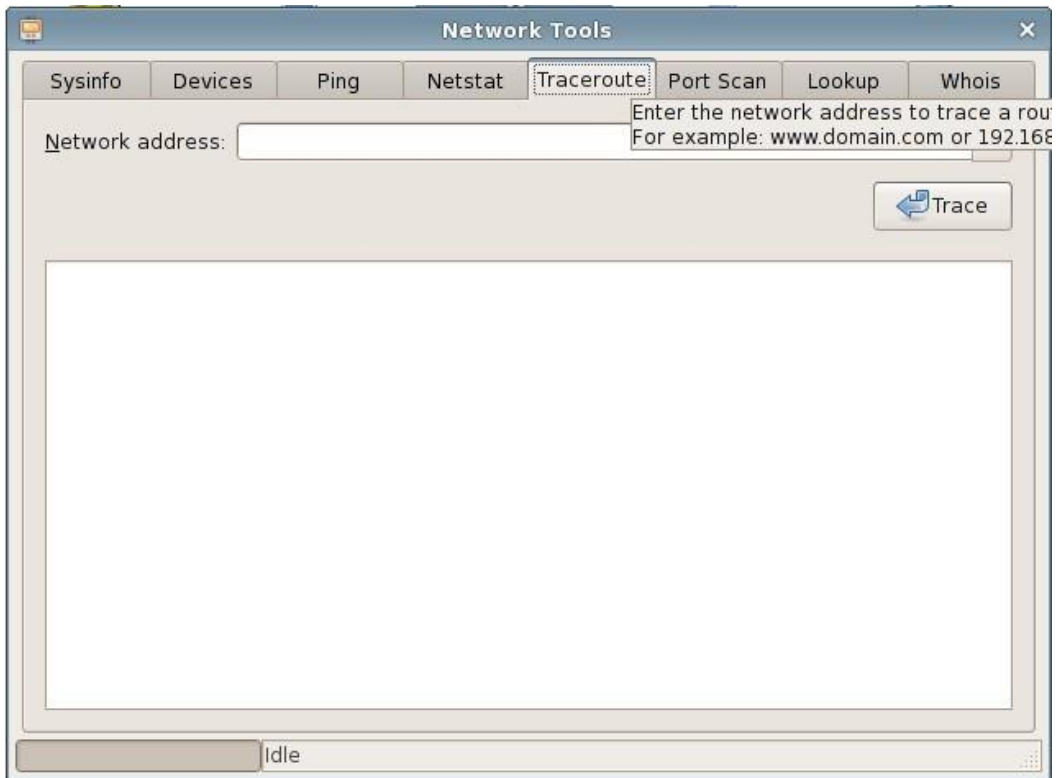 Network Tools
Sysinfo Devices Ping Netstat Traceroute Port Scan Lookup Whois
Enter the network address to trace a rou
For example: www.domain.com or 192.168
Network address:
Trace
Idle